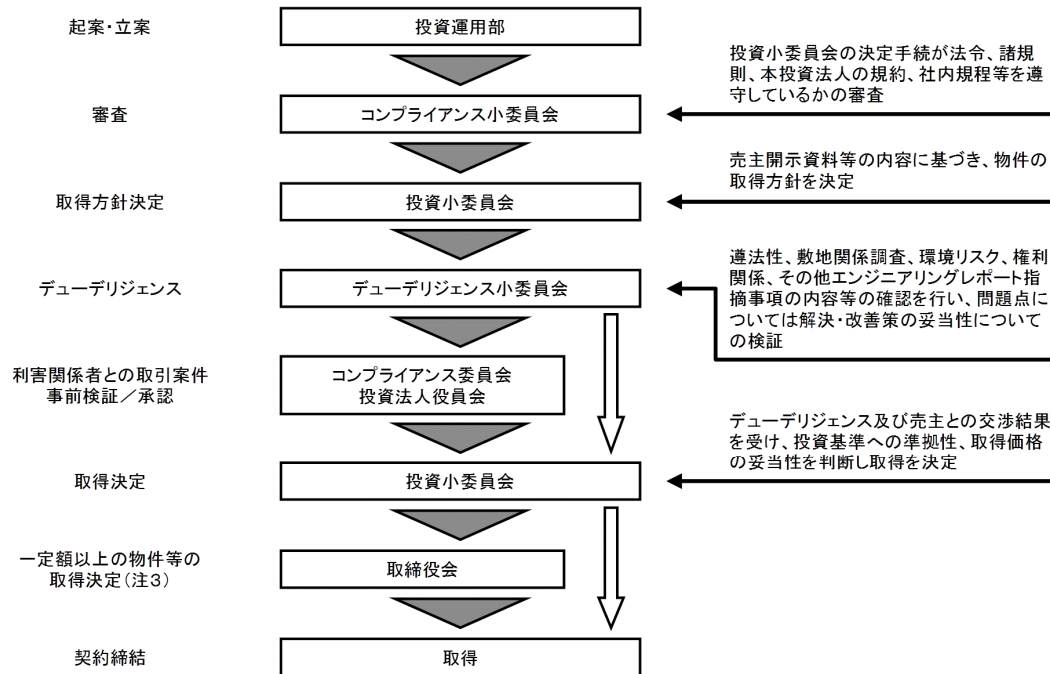 起案・立案
投資運用部
投資小委員会の決定手続が法令、諸規
則、本投資法人の規約、社内規程等を遵
守しているかの審査
審査
コンプライアンス小委員会
売主開示資料等の内容に基づき、物件の
取得方針を決定
取得方針決定
投資小委員会
遵法性、敷地関係調査、環境リスク、権利
関係、その他エンジニアリングレポート指
摘事項の内容等の確認を行い、問題点に
ついては解決・改善策の妥当性について
の検証
デューデリジェンス
デューデリジェンス小委員会
利害関係者との取引案件
事前検証／承認
コンプライアンス委員会
投資法人役員会
デューデリジェンス及び売主との交渉結果
を受け、投資基準への準拠性、取得価格
の妥当性を判断し取得を決定
取得決定
投資小委員会
一定額以上の物件等の
取得決定(注3)
取締役会
契約締結
取得